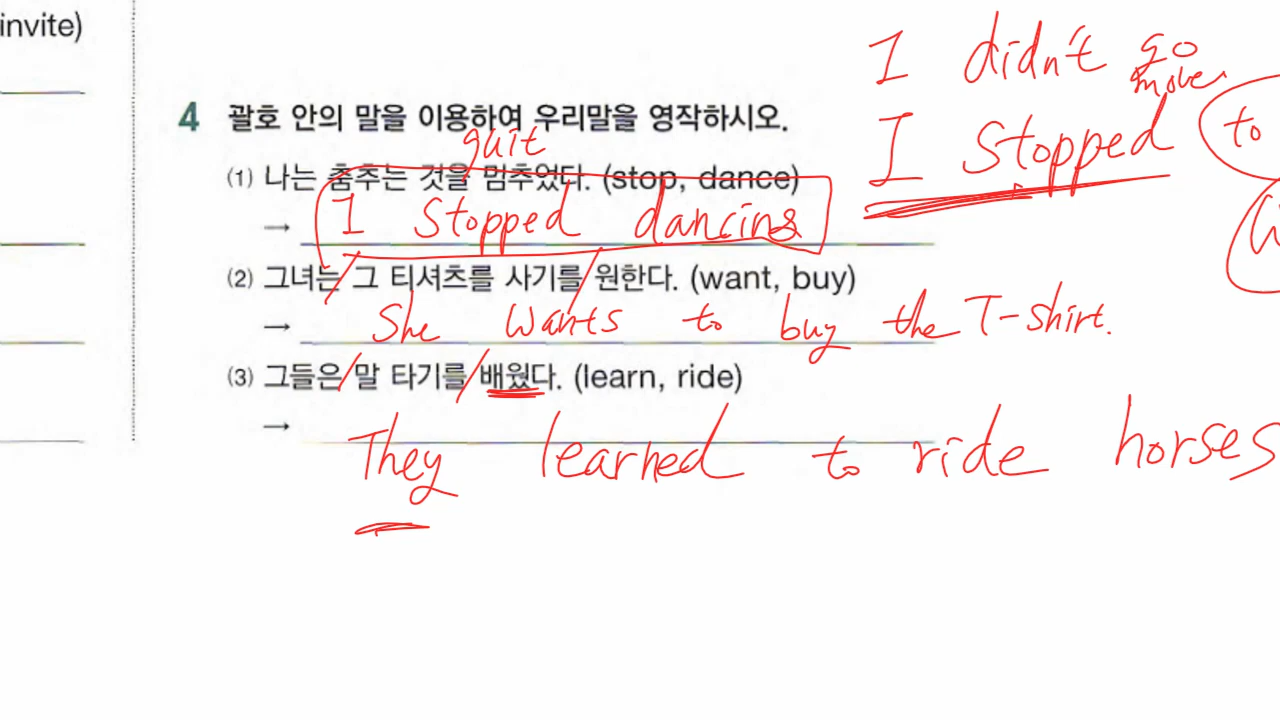 invite)
I didn't go
move
4 괄호 안의 말을 이용하여 우리말을 영작하시오.
quit
I stopped
to
(1) 나는 춤추는 것을 멈추었다. (stop, dance)
→ I stopped dancing
(2) 그녀는 그 티셔츠를 사기를 원한다. (want, buy)
→ She wants to buy the T-shirt.
(3) 그들은 말 타기를 배웠다. (learn, ride)
→ They learned to ride horses